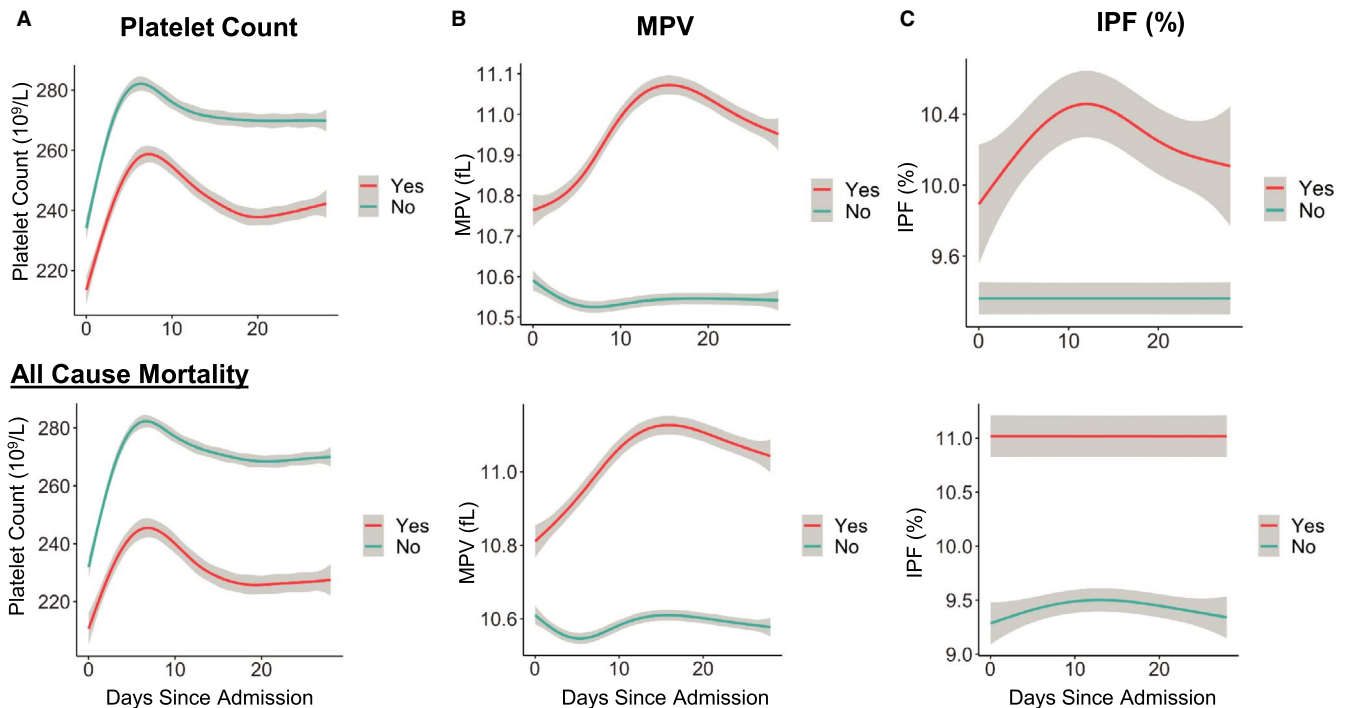 A Platelet Count
B MPV
C IPF (%)
Platelet Count (10⁹/L)
280
260
240
220
0 10 20
Yes
No
MPV (fL)
11.1
11.0
10.9
10.8
10.7
10.6
10.5
0 10 20
Yes
No
IPF (%)
10.4
10.0
9.6
0 10 20
Yes
No
All Cause Mortality
Platelet Count (10⁹/L)
280
260
240
220
0 10 20
Days Since Admission
Yes
No
MPV (fL)
11.0
10.8
10.6
0 10 20
Days Since Admission
Yes
No
IPF (%)
11.0
10.5
10.0
9.5
9.0
0 10 20
Days Since Admission
Yes
No